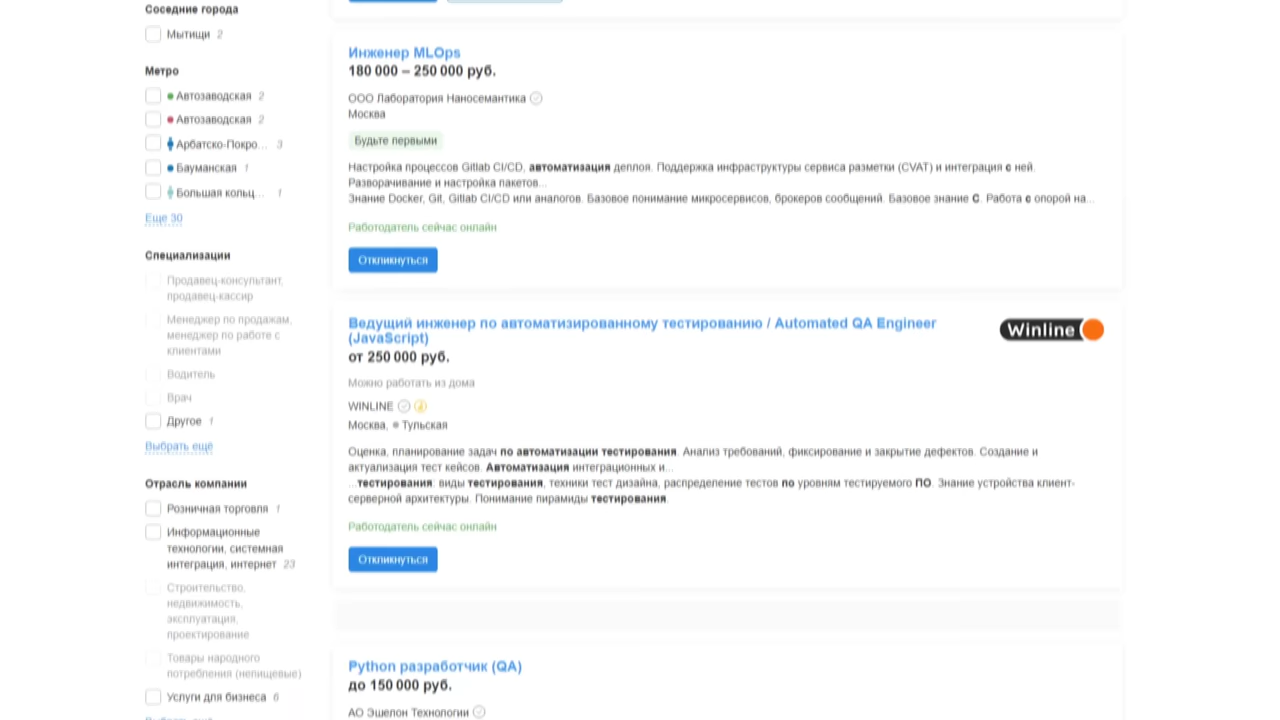 Соседние города
Мытищи 2
Метро
Автозаводская 2
Автозаводская 2
Арбатско-Покро... 3
Бауманская 1
Большая кольц... 1
Еще 30
Специализации
Продавец-консультант,
продавец-кассир
Менеджер по продажам,
менеджер по работе с
клиентами
Водитель
Врач
Другое 1
Выбрать ещё
Отрасль компании
Розничная торговля 1
Информационные
технологии, системная
интеграция, интернет 23
Строительство,
недвижимость,
эксплуатация,
проектирование
Товары народного
потребления (непищевые)
Услуги для бизнеса 6
Инженер MLOps
180 000 – 250 000 руб.
ООО Лаборатория Наносемантика
Москва
Будьте первыми
Настройка процессов Gitlab CI/CD, автоматизация деплоя. Поддержка инфраструктуры сервиса разметки (CVAT) и интеграция с ней.
Разворачивание и настройка пакетов...
Знание Docker, Git, Gitlab CI/CD или аналогов. Базовое понимание микросервисов, брокеров сообщений. Базовое знание С. Работа с опорой на...
Работодатель сейчас онлайн
Откликнуться
Ведущий инженер по автоматизированному тестированию / Automated QA Engineer
(JavaScript)
Winline
от 250 000 руб.
Можно работать из дома
WINLINE
Москва, Тульская
Оценка, планирование задач по автоматизации тестирования. Анализ требований, фиксирование и закрытие дефектов. Создание и
актуализация тест кейсов. Автоматизация интеграционных и...
...тестирования: виды тестирования, техники тест дизайна, распределение тестов по уровням тестируемого ПО. Знание устройства клиент-
серверной архитектуры. Понимание пирамиды тестирования.
Работодатель сейчас онлайн
Откликнуться
Python разработчик (QA)
до 150 000 руб.
АО Эшелон Технологии